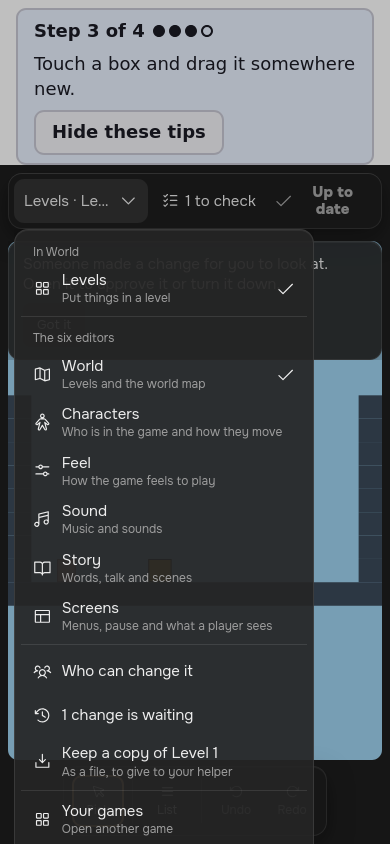 Step 3 of 4
Touch a box and drag it somewhere
new.
Hide these tips
Levels · Le...
1 to check
Up to
date
In World
Someone made a change for you to look at.
Levels
Put things in a level
Got it
The six editors
World
Levels and the world map
Characters
Who is in the game and how they move
Feel
How the game feels to play
Sound
Music and sounds
Story
Words, talk and scenes
Screens
Menus, pause and what a player sees
Who can change it
1 change is waiting
Keep a copy of Level 1
As a file, to give to your helper
Your games
Open another game
List
Undo
Redo